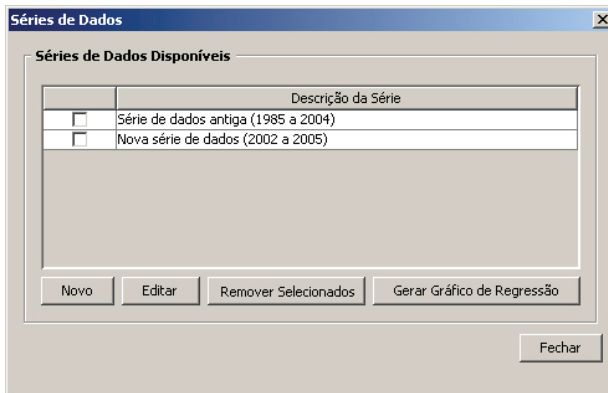 Séries de Dados
Séries de Dados Disponíveis
Descrição da Série
Série de dados antiga (1985 a 2004)
Nova série de dados (2002 a 2005)
Novo Editar Remover Selecionados Gerar Gráfico de Regressão
Fechar